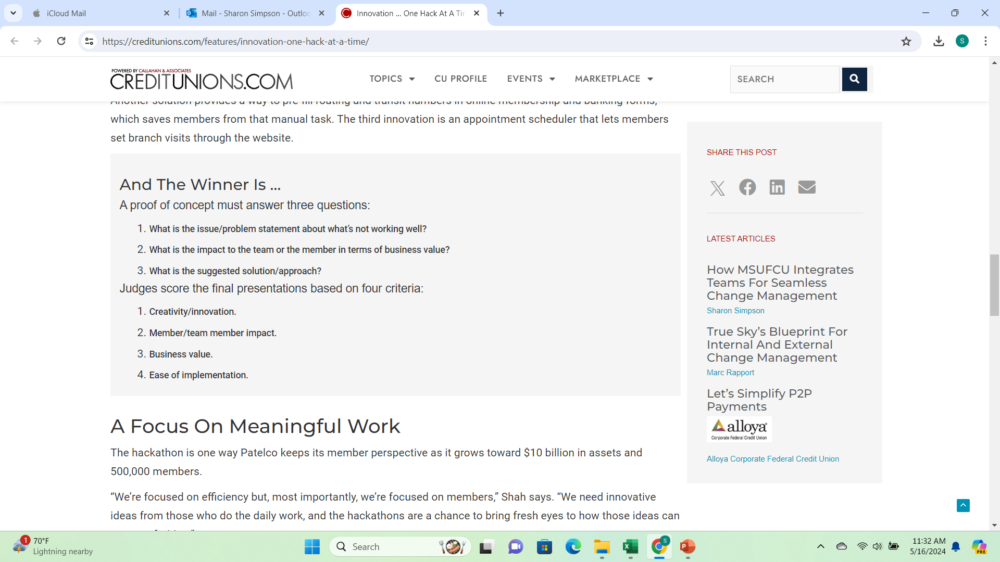 iCloud Mail
Mail - Sharon Simpson - Outloo
Innovation ... One Hack At A Tim
https://creditunions.com/features/innovation-one-hack-at-a-time/
S
POWERED BY CALLAHAN & ASSOCIATES
CREDITUNIONS.COM
TOPICS
CU PROFILE
EVENTS
MARKETPLACE
SEARCH
Another solution provides a way to pre-fill routing and transit numbers in online membership and banking forms,
which saves members from that manual task. The third innovation is an appointment scheduler that lets members
set branch visits through the website.
And The Winner Is ...
A proof of concept must answer three questions:
1. What is the issue/problem statement about what’s not working well?
2. What is the impact to the team or the member in terms of business value?
3. What is the suggested solution/approach?
Judges score the final presentations based on four criteria:
1. Creativity/innovation.
2. Member/team member impact.
3. Business value.
4. Ease of implementation.
A Focus On Meaningful Work
The hackathon is one way Patelco keeps its member perspective as it grows toward $10 billion in assets and
500,000 members.
“We’re focused on efficiency but, most importantly, we’re focused on members,” Shah says. “We need innovative
ideas from those who do the daily work, and the hackathons are a chance to bring fresh eyes to how those ideas can
SHARE THIS POST
LATEST ARTICLES
How MSUFCU Integrates
Teams For Seamless
Change Management
Sharon Simpson
True Sky’s Blueprint For
Internal And External
Change Management
Marc Rapport
Let’s Simplify P2P
Payments
alloya
Corporate Federal Credit Union
Alloya Corporate Federal Credit Union
1
70°F
Lightning nearby
Search
S
11:32 AM
5/16/2024
PRE